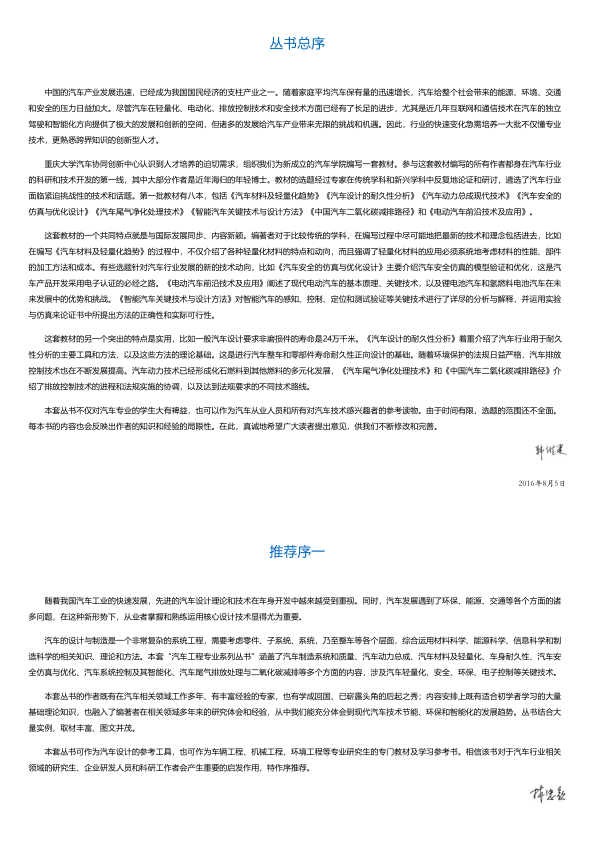 丛书总序
中国的汽车产业发展迅速，已经成为我国国民经济的支柱产业之一。随着家庭平均汽车保有量的迅速增长，汽车给整个社会带来的能源、环境、交通
和安全的压力日益加大。尽管汽车在轻量化、电动化、排放控制技术和安全技术方面已经有了长足的进步，尤其是近几年互联网和通信技术在汽车的独立
驾驶和智能化方向提供了极大的发展和创新的空间，但诸多的发展给汽车产业带来无限的挑战和机遇。因此，行业的快速变化急需培养一大批不仅懂专业
技术，更熟悉跨界知识的创新型人才。
重庆大学汽车协同创新中心认识到人才培养的迫切需求，组织我们为新成立的汽车学院编写一套教材。参与这套教材编写的所有作者都身在汽车行业
的科研和技术开发的第一线，其中大部分作者是近年海归的年轻博士。教材的选题经过专家在传统学科和新兴学科中反复地论证和研讨，遴选了汽车行业
面临紧迫挑战性的技术和话题。第一批教材有八本，包括《汽车材料及轻量化趋势》《汽车设计的耐久性分析》《汽车动力总成现代技术》《汽车安全的
仿真与优化设计》《汽车尾气净化处理技术》《智能汽车关键技术与设计方法》《中国汽车二氧化碳减排路径》和《电动汽车前沿技术及应用》。
这套教材的一个共同特点就是与国际发展同步、内容新颖。编著者对于比较传统的学科，在编写过程中尽可能地把最新的技术和理念包括进去，比如
在编写《汽车材料及轻量化趋势》的过程中，不仅介绍了各种轻量化材料的特点和动向，而且强调了轻量化材料的应用必须系统地考虑材料的性能、部件
的加工方法和成本。有些选题针对汽车行业发展的新的技术动向，比如《汽车安全的仿真与优化设计》主要介绍汽车安全仿真的模型验证和优化，这是汽
车产品开发采用电子认证的必经之路。《电动汽车前沿技术及应用》阐述了现代电动汽车的基本原理、关键技术，以及锂电池汽车和氢燃料电池汽车在未
来发展中的优势和挑战。《智能汽车关键技术与设计方法》对智能汽车的感知、控制、定位和测试验证等关键技术进行了详尽的分析与解释，并运用实验
与仿真来论证书中所提出方法的正确性和实际可行性。
这套教材的另一个突出的特点是实用，比如一般汽车设计要求非崩损件的寿命是24万千米。《汽车设计的耐久性分析》着重介绍了汽车行业用于耐久
性分析的主要工具和方法，以及这些方法的理论基础。这是进行汽车整车和零部件寿命耐久性正向设计的基础。随着环境保护的法规日益严格，汽车排放
控制技术也在不断发展提高。汽车动力技术已经形成化石燃料到其他燃料的多元化发展，《汽车尾气净化处理技术》和《中国汽车二氧化碳减排路径》介
绍了排放控制技术的进程和法规实施的协调，以及达到法规要求的不同技术路线。
本套丛书不仅对汽车专业的学生大有裨益，也可以作为汽车从业人员和所有对汽车技术感兴趣者的参考读物。由于时间有限，选题的范围还不全面。
每本书的内容也会反映出作者的知识和经验的局限性。在此，真诚地希望广大读者提出意见，供我们不断修改和完善。
2016年8月5日
推荐序一
随着我国汽车工业的快速发展，先进的汽车设计理论和技术在车身开发中越来越受到重视。同时，汽车发展遇到了环保、能源、交通等各个方面的诸
多问题，在这种新形势下，从业者掌握和熟练运用核心设计技术显得尤为重要。
汽车的设计与制造是一个非常复杂的系统工程，需要考虑零件、子系统、系统，乃至整车等各个层面，综合运用材料科学、能源科学、信息科学和制
造科学的相关知识、理论和方法。本套“汽车工程专业系列丛书”涵盖了汽车制造系统和质量、汽车动力总成、汽车材料及轻量化、车身耐久性、汽车安
全仿真与优化、汽车系统控制及其智能化、汽车尾气排放处理与二氧化碳减排等多个方面的内容，涉及汽车轻量化、安全、环保、电子控制等关键技术。
本套丛书的作者既有在汽车相关领域工作多年、有丰富经验的专家，也有学成回国、已崭露头角的后起之秀；内容安排上既有适合初学者学习的大量
基础理论知识，也融入了编著者在相关领域多年来的研究体会和经验，从中我们能充分体会到现代汽车技术节能、环保和智能化的发展趋势。丛书结合大
量实例，取材丰富、图文并茂。
本套丛书可作为汽车设计的参考工具，也可作为车辆工程、机械工程、环境工程等专业研究生的专门教材及学习参考书。相信该书对于汽车行业相关
领域的研究生、企业研发人员和科研工作者会产生重要的启发作用，特作序推荐。